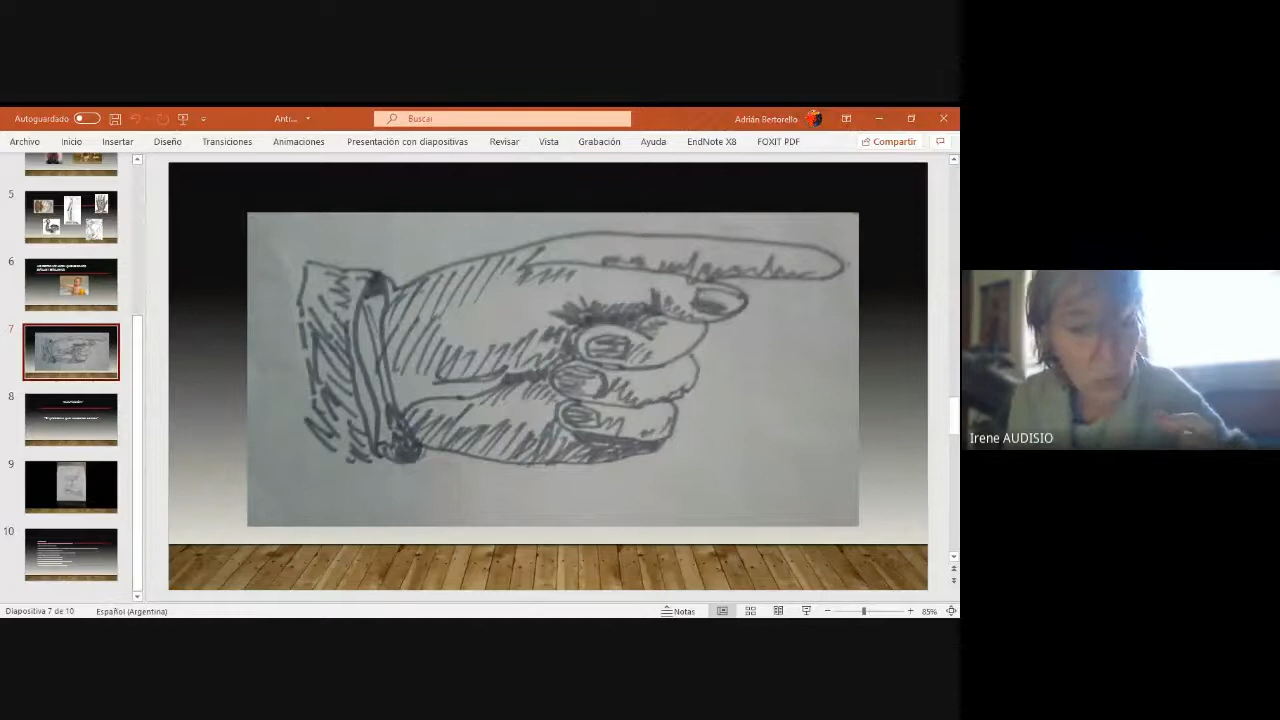 Autoguardado
Antr...
Buscar
Adrián Bertorello
Archivo Inicio Insertar Diseño Transiciones Animaciones Presentación con diapositivas Revisar Vista Grabación Ayuda EndNote X8 FOXIT PDF Compartir
5
6
7
8
9
10
Irene AUDISIO
Diapositiva 7 de 10 Español (Argentina) Notas 85%